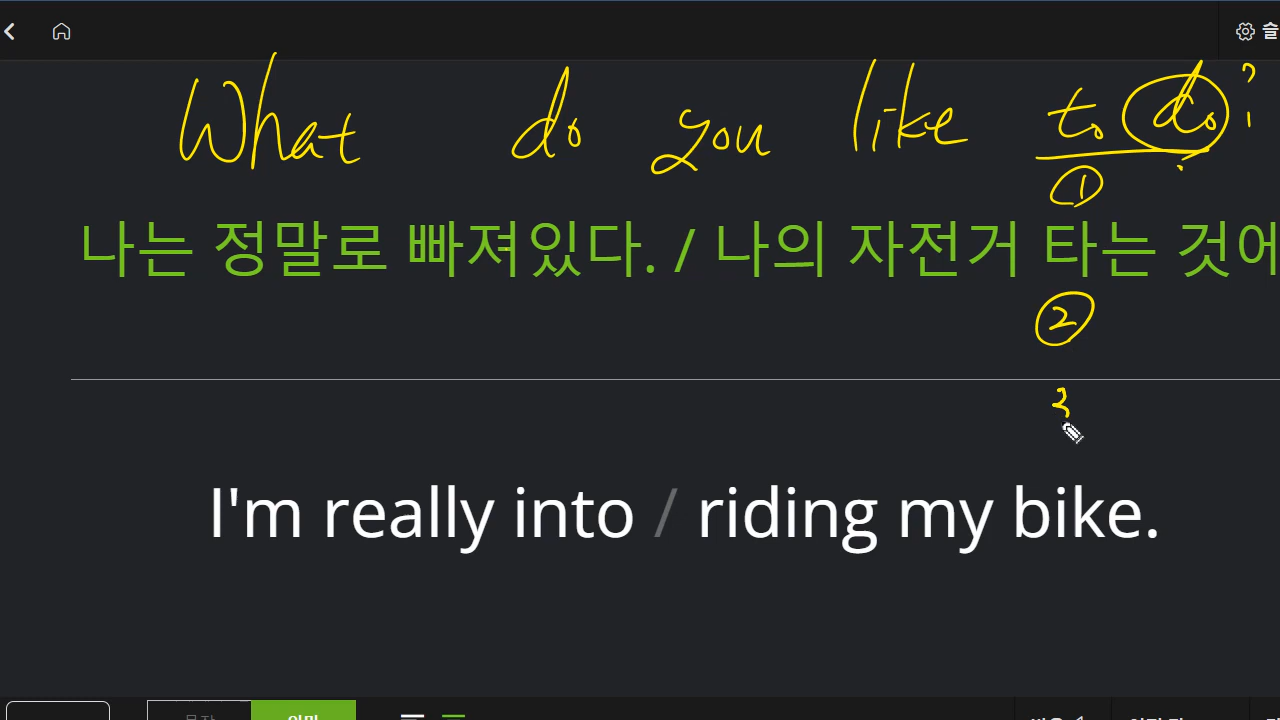 슬
What do you like to do?
①
나는 정말로 빠져있다. / 나의 자전거 타는 것에
②
3
I'm really into / riding my bike.